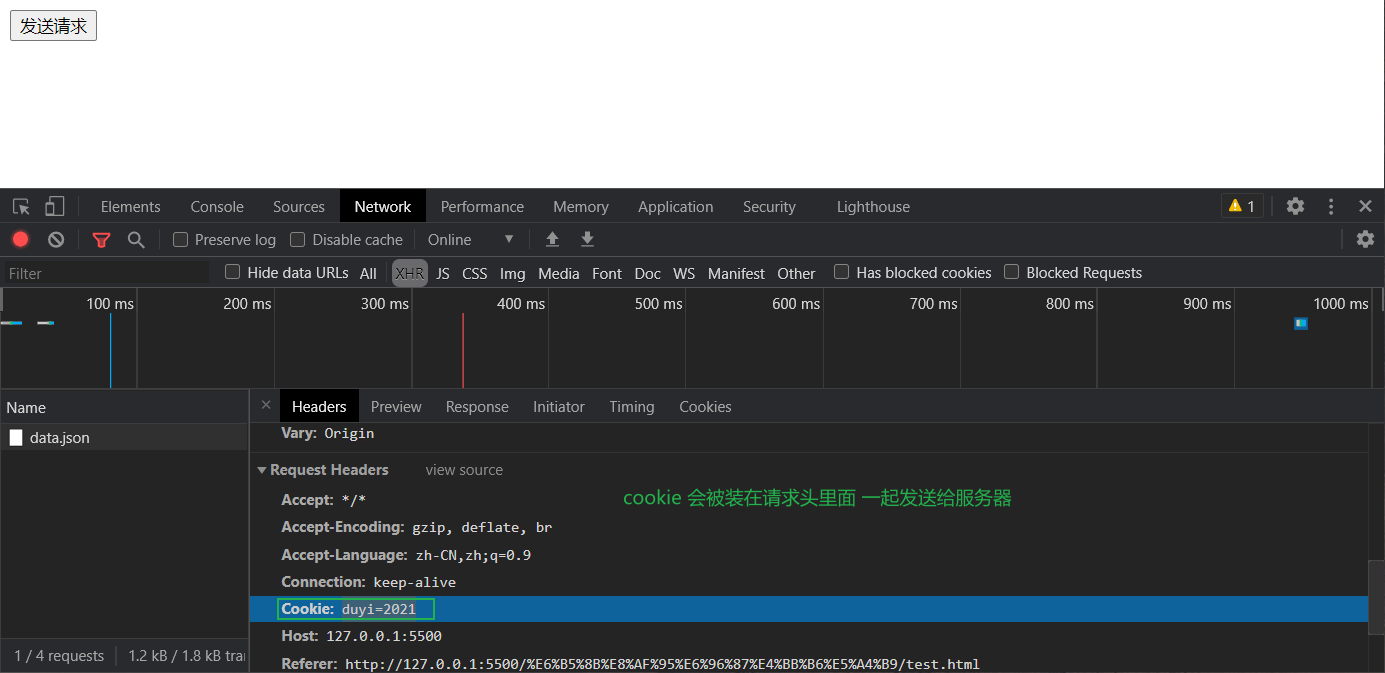 发送请求
Elements Console Sources Network Performance Memory Application Security Lighthouse 1
Preserve log Disable cache Online
Filter Hide data URLs All XHR JS CSS Img Media Font Doc WS Manifest Other Has blocked cookies Blocked Requests
100 ms 200 ms 300 ms 400 ms 500 ms 600 ms 700 ms 800 ms 900 ms 1000 ms
Name
data.json
1 / 4 requests 1.2 kB / 1.8 kB trai
Headers Preview Response Initiator Timing Cookies
Vary: Origin
Request Headers view source
Accept: */*
cookie 会被装在请求头里面 一起发送给服务器
Accept-Encoding: gzip, deflate, br
Accept-Language: zh-CN,zh;q=0.9
Connection: keep-alive
Cookie: duyi=2021
Host: 127.0.0.1:5500
Referer: http://127.0.0.1:5500/%E6%B5%8B%E8%AF%95%E6%96%87%E4%BB%B6%E5%A4%B9/test.html